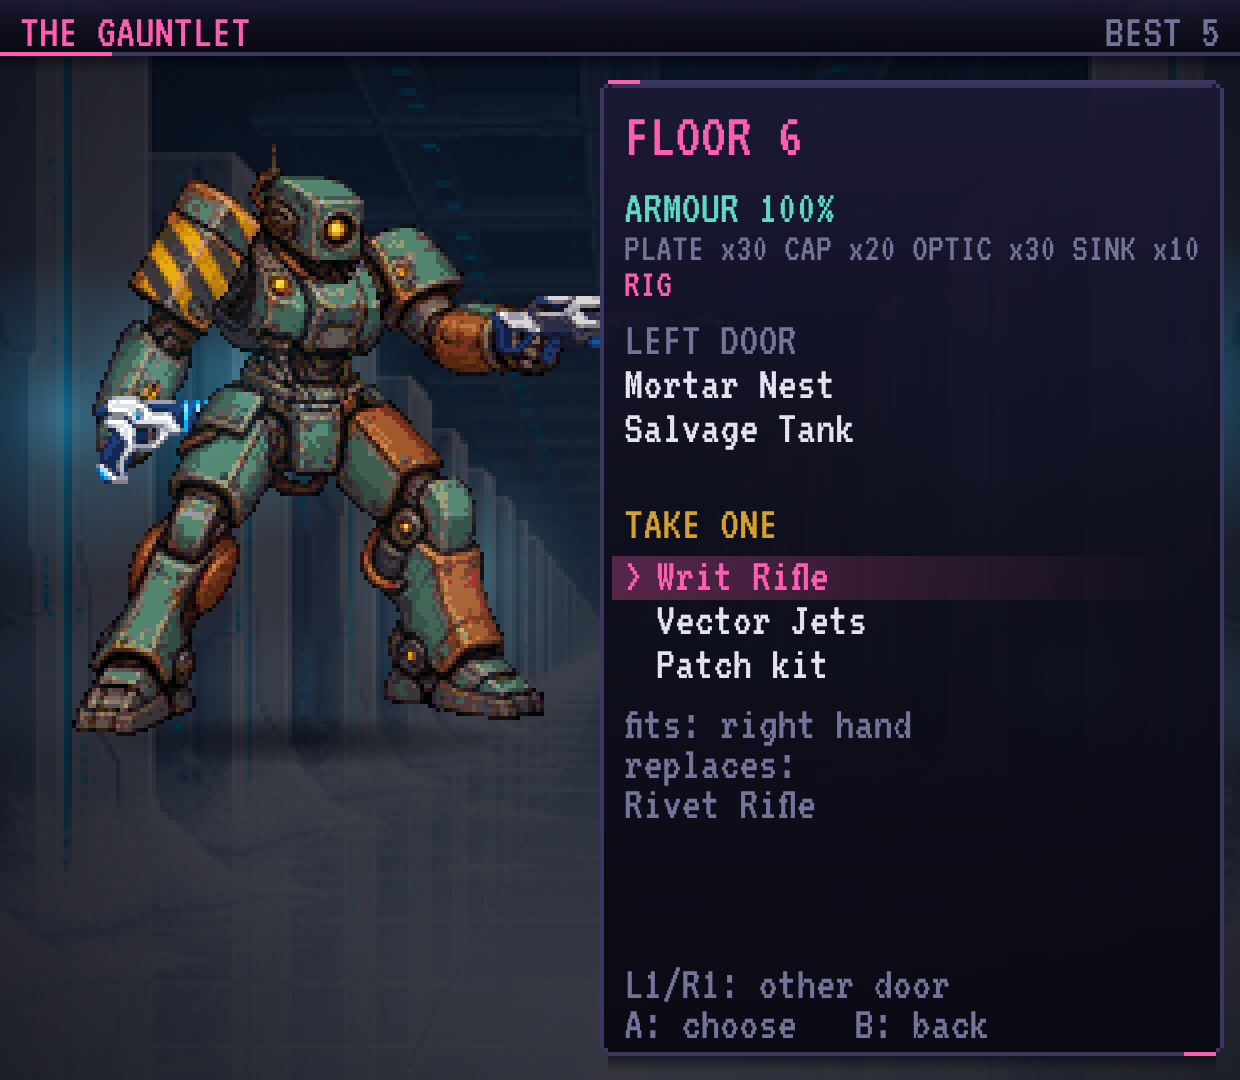 THE GAUNTLET
BEST 5
FLOOR 6
ARMOUR 100%
PLATE x30 CAP x20 OPTIC x30 SINK x10
RIG
LEFT DOOR
Mortar Nest
Salvage Tank
TAKE ONE
> Writ Rifle
Vector Jets
Patch kit
fits: right hand
replaces:
Rivet Rifle
L1/R1: other door
A: choose B: back